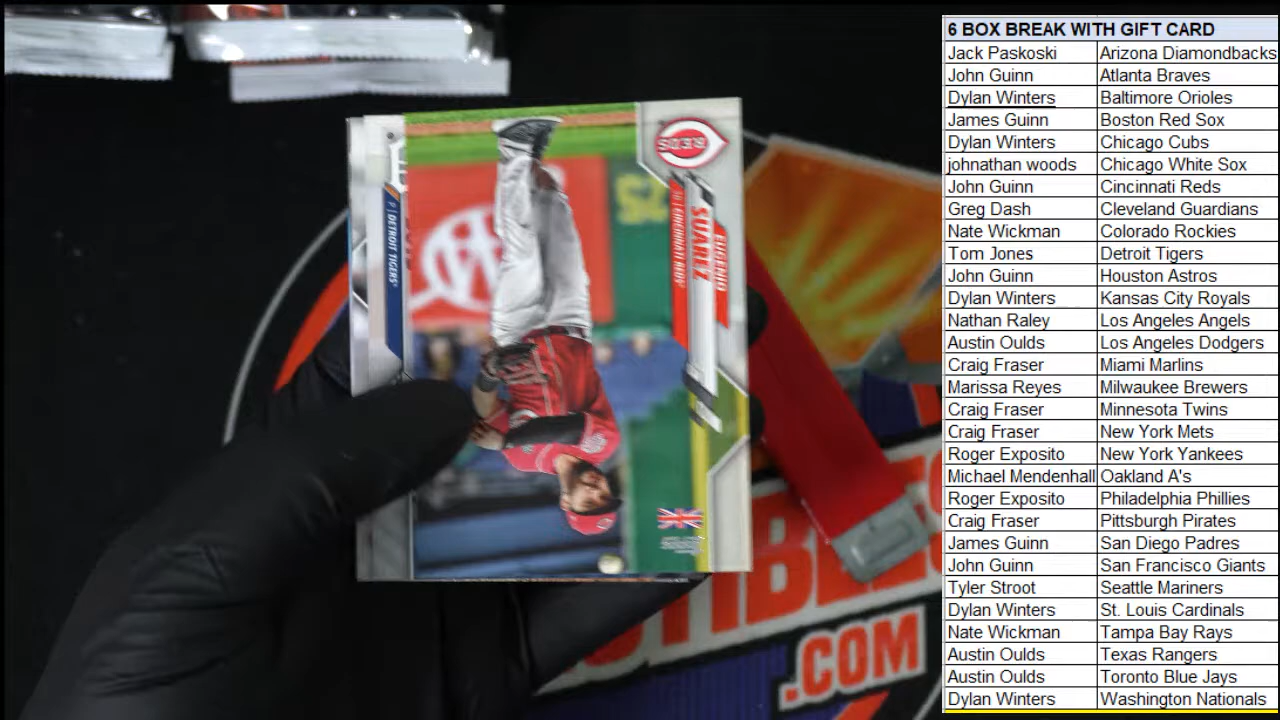 6 BOX BREAK WITH GIFT CARD
Jack Paskoski Arizona Diamondbacks
John Guinn Atlanta Braves
Dylan Winters Baltimore Orioles
James Guinn Boston Red Sox
Dylan Winters Chicago Cubs
johnathan woods Chicago White Sox
John Guinn Cincinnati Reds
Greg Dash Cleveland Guardians
Nate Wickman Colorado Rockies
Tom Jones Detroit Tigers
John Guinn Houston Astros
Dylan Winters Kansas City Royals
Nathan Raley Los Angeles Angels
Austin Oulds Los Angeles Dodgers
Craig Fraser Miami Marlins
Marissa Reyes Milwaukee Brewers
Craig Fraser Minnesota Twins
Craig Fraser New York Mets
Roger Exposito New York Yankees
Michael Mendenhall Oakland A's
Roger Exposito Philadelphia Phillies
Craig Fraser Pittsburgh Pirates
James Guinn San Diego Padres
John Guinn San Francisco Giants
Tyler Stroot Seattle Mariners
Dylan Winters St. Louis Cardinals
Nate Wickman Tampa Bay Rays
Austin Oulds Texas Rangers
Austin Oulds Toronto Blue Jays
Dylan Winters Washington Nationals
REDS
EUGENIO
SUÁREZ
3B | CINCINNATI REDS
P | DETROIT TIGERS
.COM